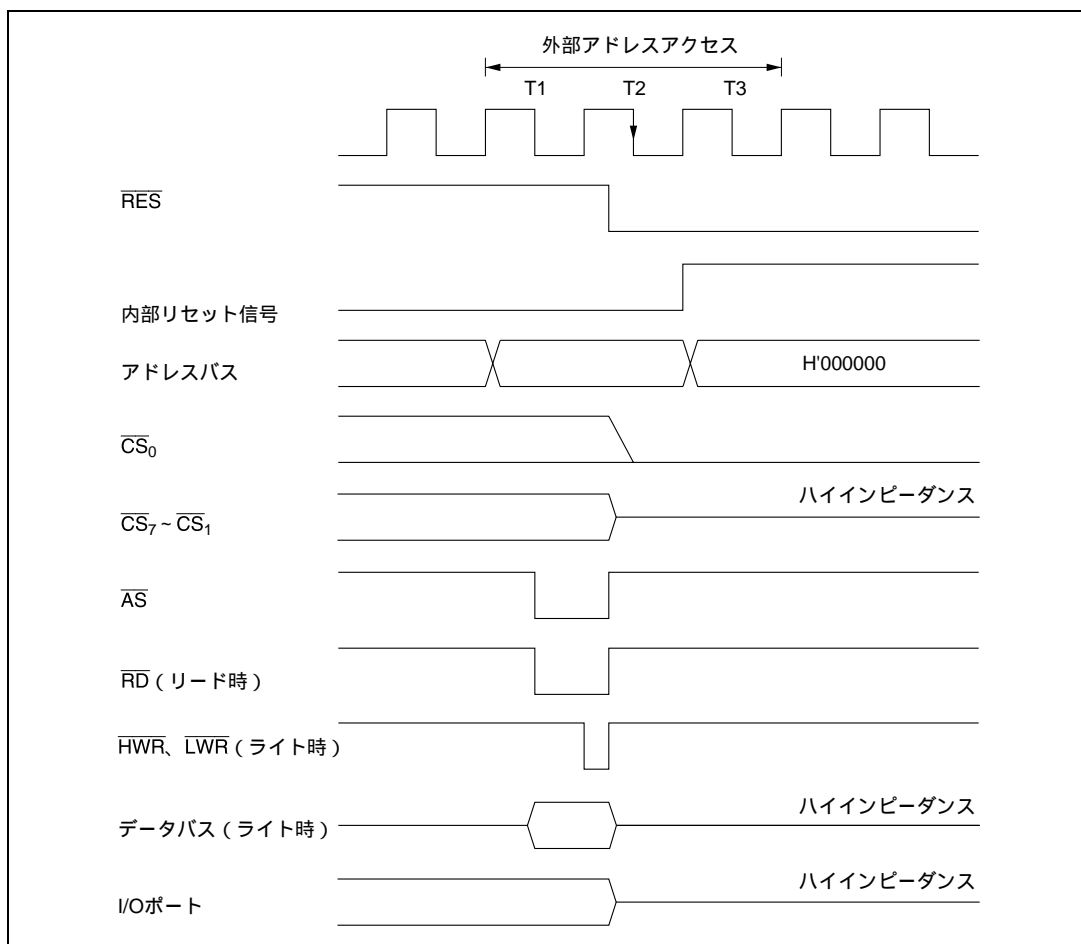 外部アドレスアクセス
T1 T2 T3
RES
内部リセット信号
アドレスバス H'000000
CS0
CS7 ~ CS1 ハイインピーダンス
AS
RD ( リード時 )
HWR、LWR ( ライト時 )
データバス ( ライト時 ) ハイインピーダンス
I/Oポート ハイインピーダンス